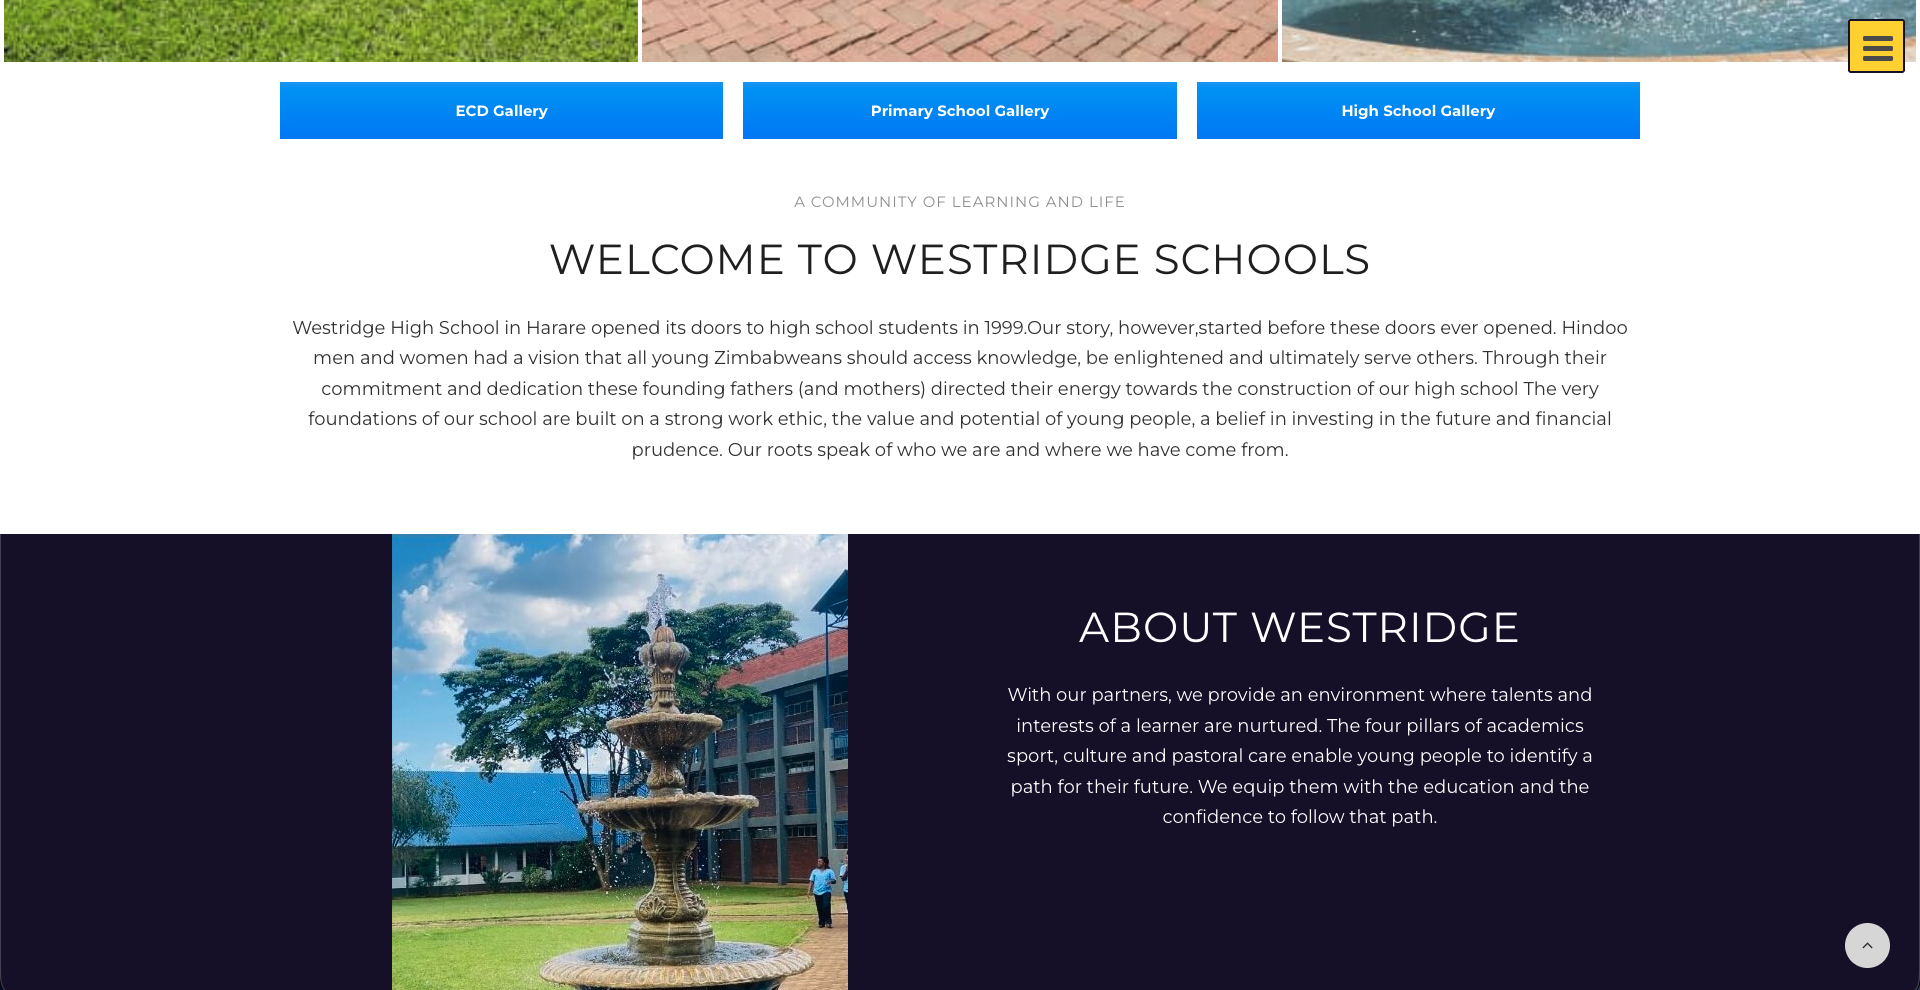 ECD Gallery
Primary School Gallery
High School Gallery
A COMMUNITY OF LEARNING AND LIFE
WELCOME TO WESTRIDGE SCHOOLS
Westridge High School in Harare opened its doors to high school students in 1999.Our story, however,started before these doors ever opened. Hindoo
men and women had a vision that all young Zimbabweans should access knowledge, be enlightened and ultimately serve others. Through their
commitment and dedication these founding fathers (and mothers) directed their energy towards the construction of our high school The very
foundations of our school are built on a strong work ethic, the value and potential of young people, a belief in investing in the future and financial
prudence. Our roots speak of who we are and where we have come from.
ABOUT WESTRIDGE
With our partners, we provide an environment where talents and
interests of a learner are nurtured. The four pillars of academics
sport, culture and pastoral care enable young people to identify a
path for their future. We equip them with the education and the
confidence to follow that path.